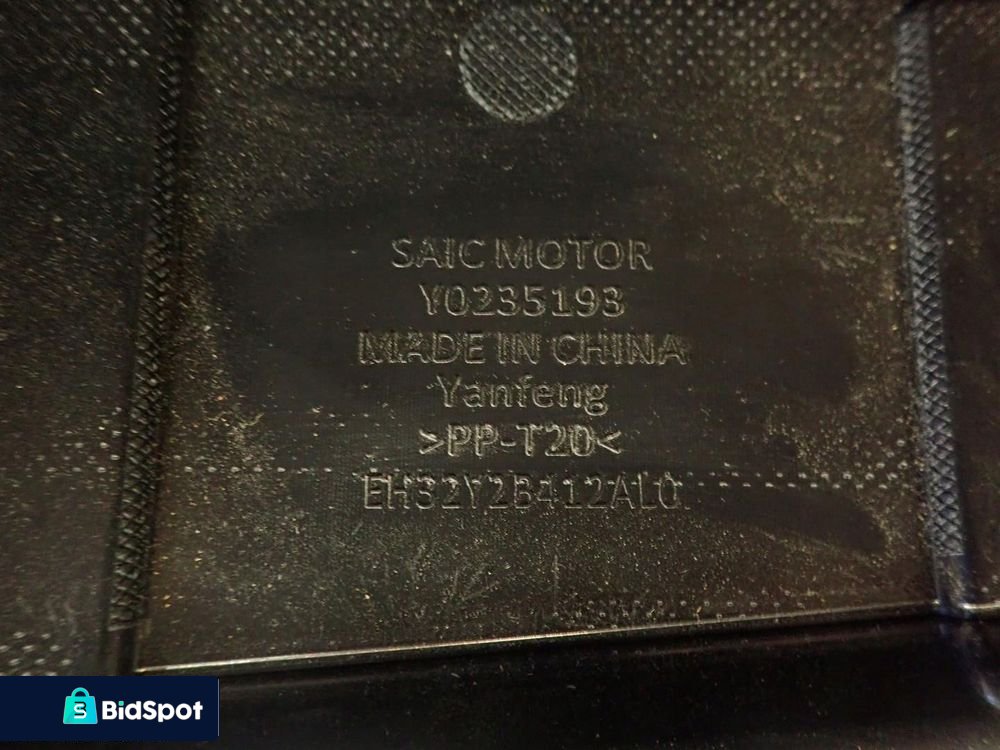 SAIC MOTOR
Y0235193
MADE IN CHINA
Yanfeng
>PP-T20<
EH32Y2B412AL0
BidSpot